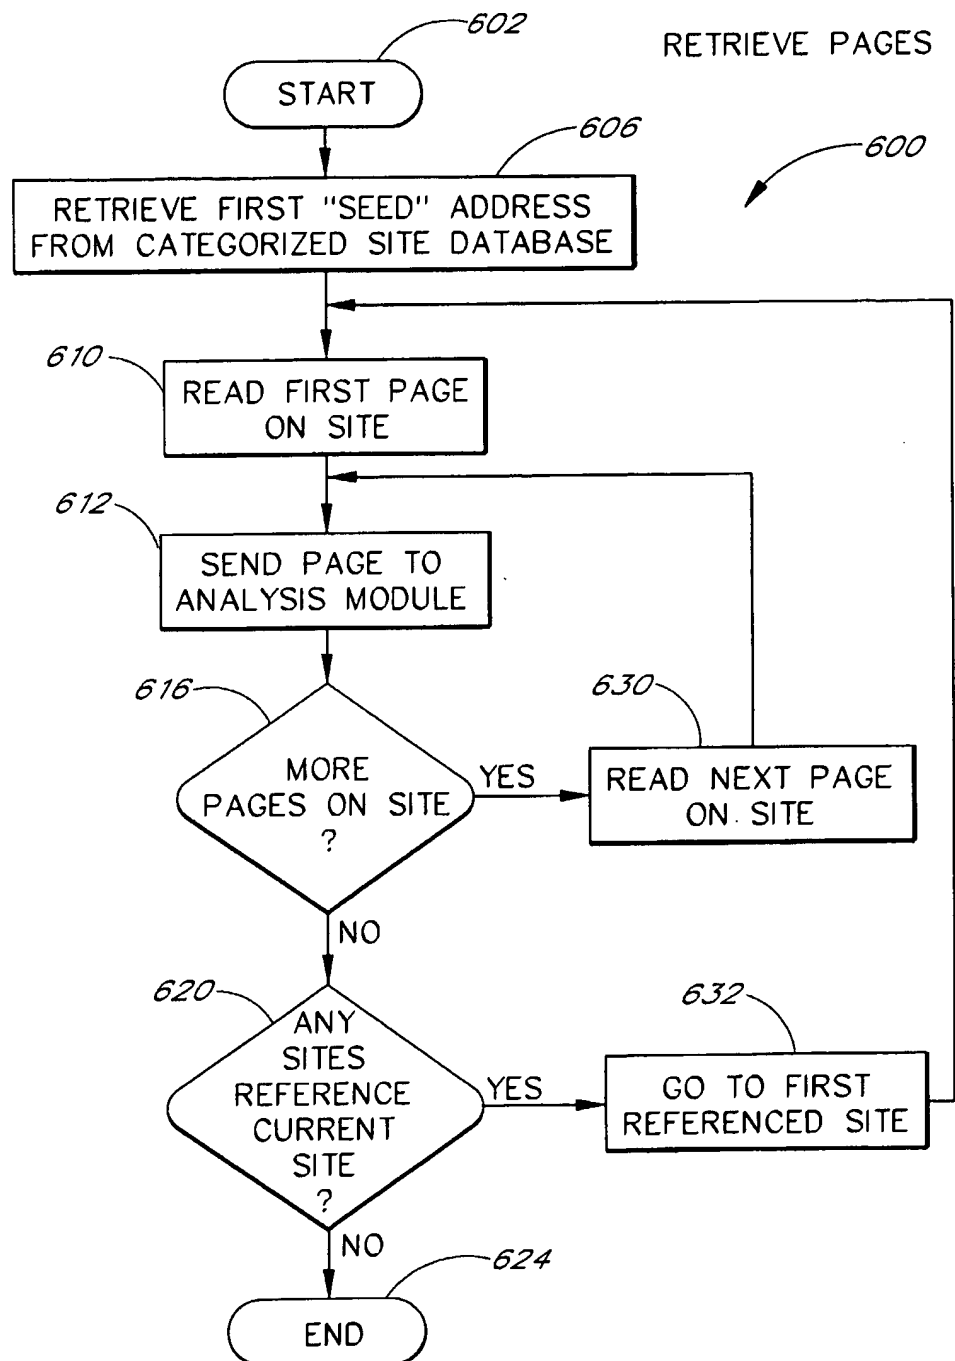 602
RETRIEVE PAGES
START
606
600
RETRIEVE FIRST "SEED" ADDRESS
FROM CATEGORIZED SITE DATABASE
610
READ FIRST PAGE
ON SITE
612
SEND PAGE TO
ANALYSIS MODULE
616
630
MORE
PAGES ON SITE
?
YES
READ NEXT PAGE
ON SITE
NO
620
632
ANY
SITES
REFERENCE
CURRENT
SITE
?
YES
GO TO FIRST
REFERENCED SITE
NO
624
END